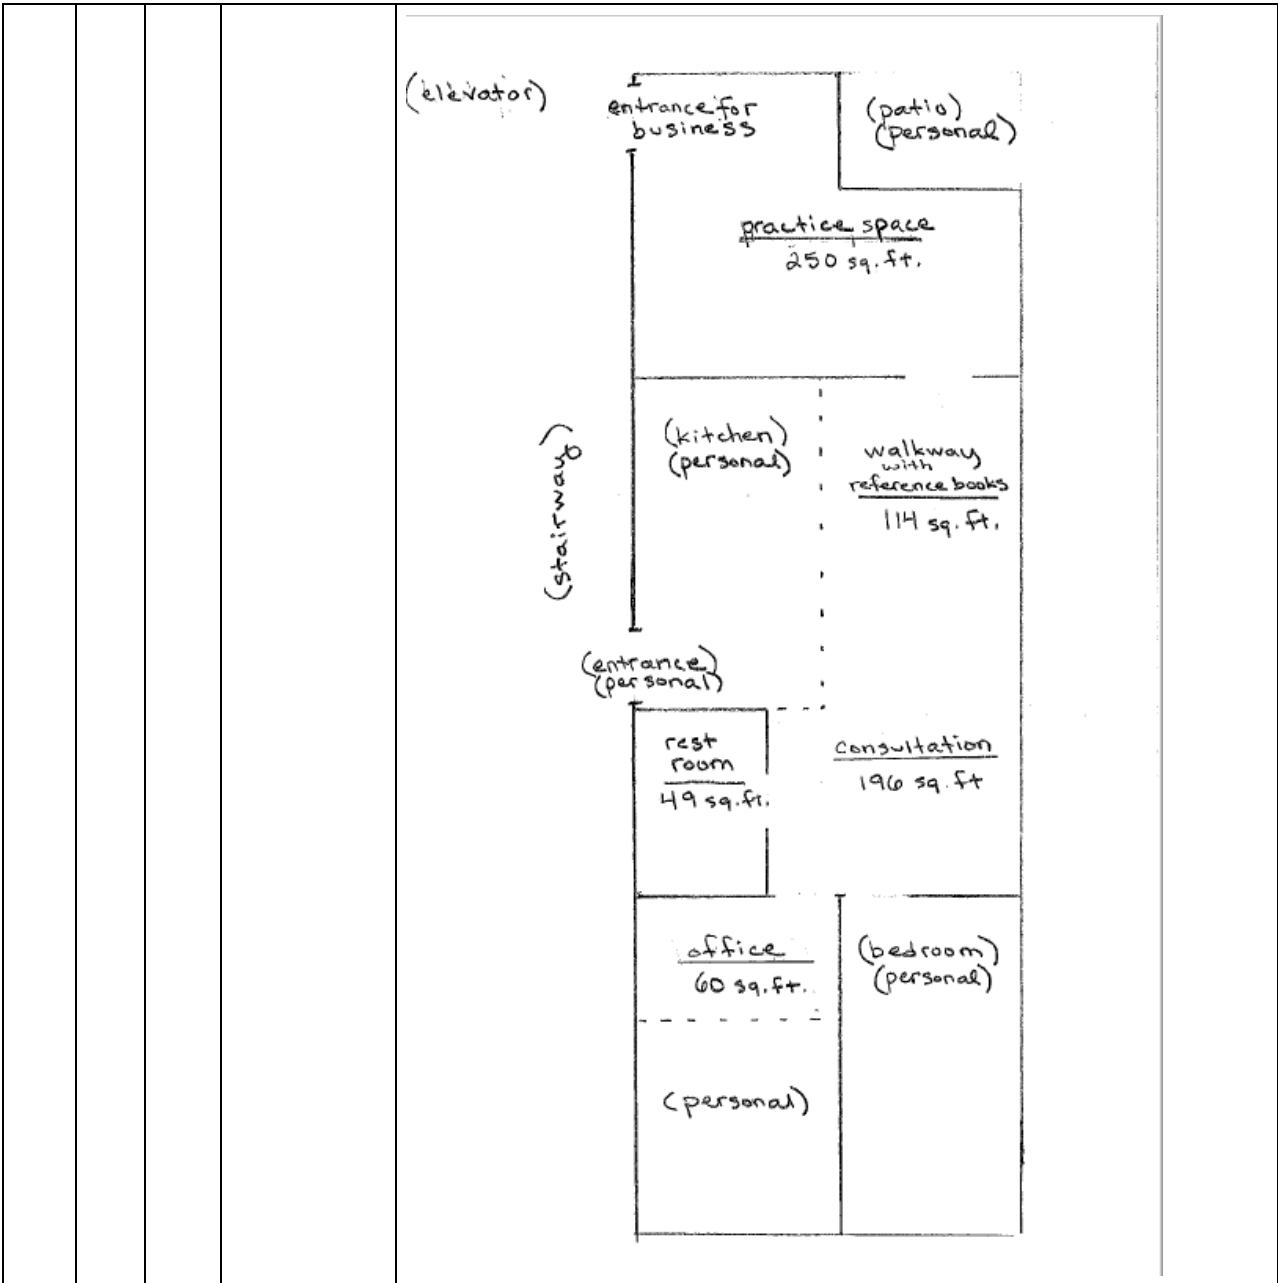 (elevator)
entrance for
business
(patio)
(personal)
practice space
250 sq. ft.
(kitchen)
(personal)
walkway
with
reference books
114 sq. ft.
(stairway)
(entrance)
(personal)
rest
room
49 sq. ft.
consultation
196 sq. ft
office
60 sq. ft.
(bedroom)
(personal)
(personal)